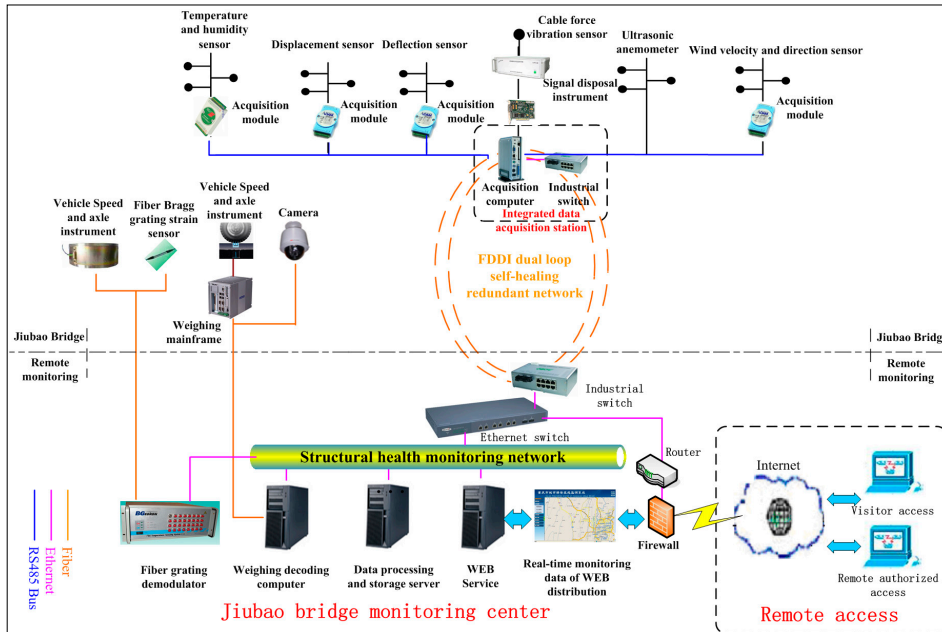 Temperature
and humidity
sensor
Displacement sensor
Deflection sensor
Cable force
vibration sensor
Ultrasonic
anemometer
Wind velocity and direction sensor
Signal disposal
instrument
Acquisition
module
Acquisition
module
Acquisition
module
Acquisition
module
Acquisition
computer
Industrial
switch
Integrated data
acquisition station
Vehicle Speed
and axle
instrument
Fiber Bragg
grating strain
sensor
Vehicle Speed
and axle
instrument
Camera
FDDI dual loop
self-healing
redundant network
Weighing
mainframe
Jiubao Bridge
Remote
monitoring
Jiubao Bridge
Remote
monitoring
Industrial
switch
Ethernet switch
Structural health monitoring network
Router
Internet
Visitor access
Remote authorized
access
Firewall
Fiber grating
demodulator
Weighing decoding
computer
Data processing
and storage server
WEB
Service
Real-time monitoring
data of WEB
distribution
RS485 Bus
Ethernet
Fiber
Jiubao bridge monitoring center
Remote access